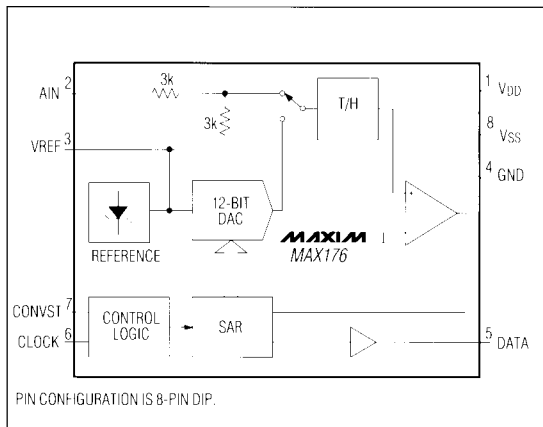 3k
AIN 2
1 VDD
T/H
3k
8 VSS
VREF 3
4 GND
12-BIT DAC
REFERENCE
MAXIM
MAX176
CONVST 7
CONTROL LOGIC
SAR
CLOCK 6
5 DATA
PIN CONFIGURATION IS 8-PIN DIP.